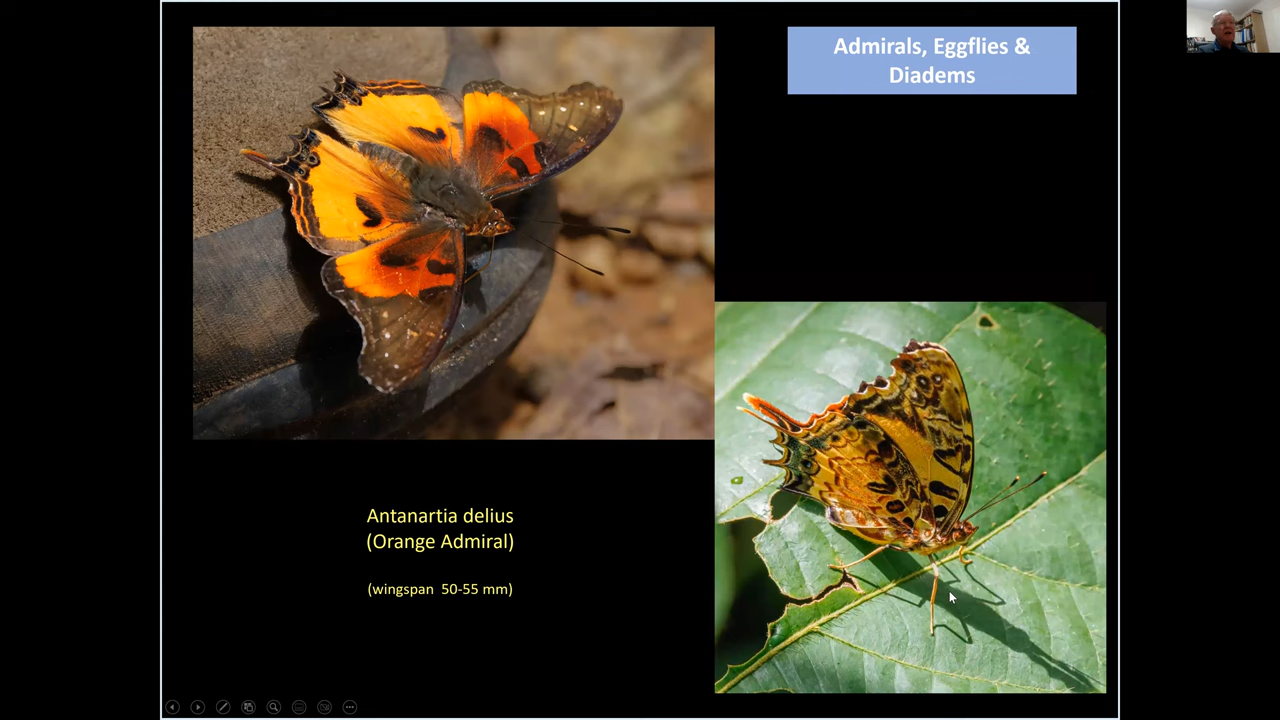 Admirals, Eggflies &
Diadems
Antanartia delius
(Orange Admiral)
(wingspan 50-55 mm)